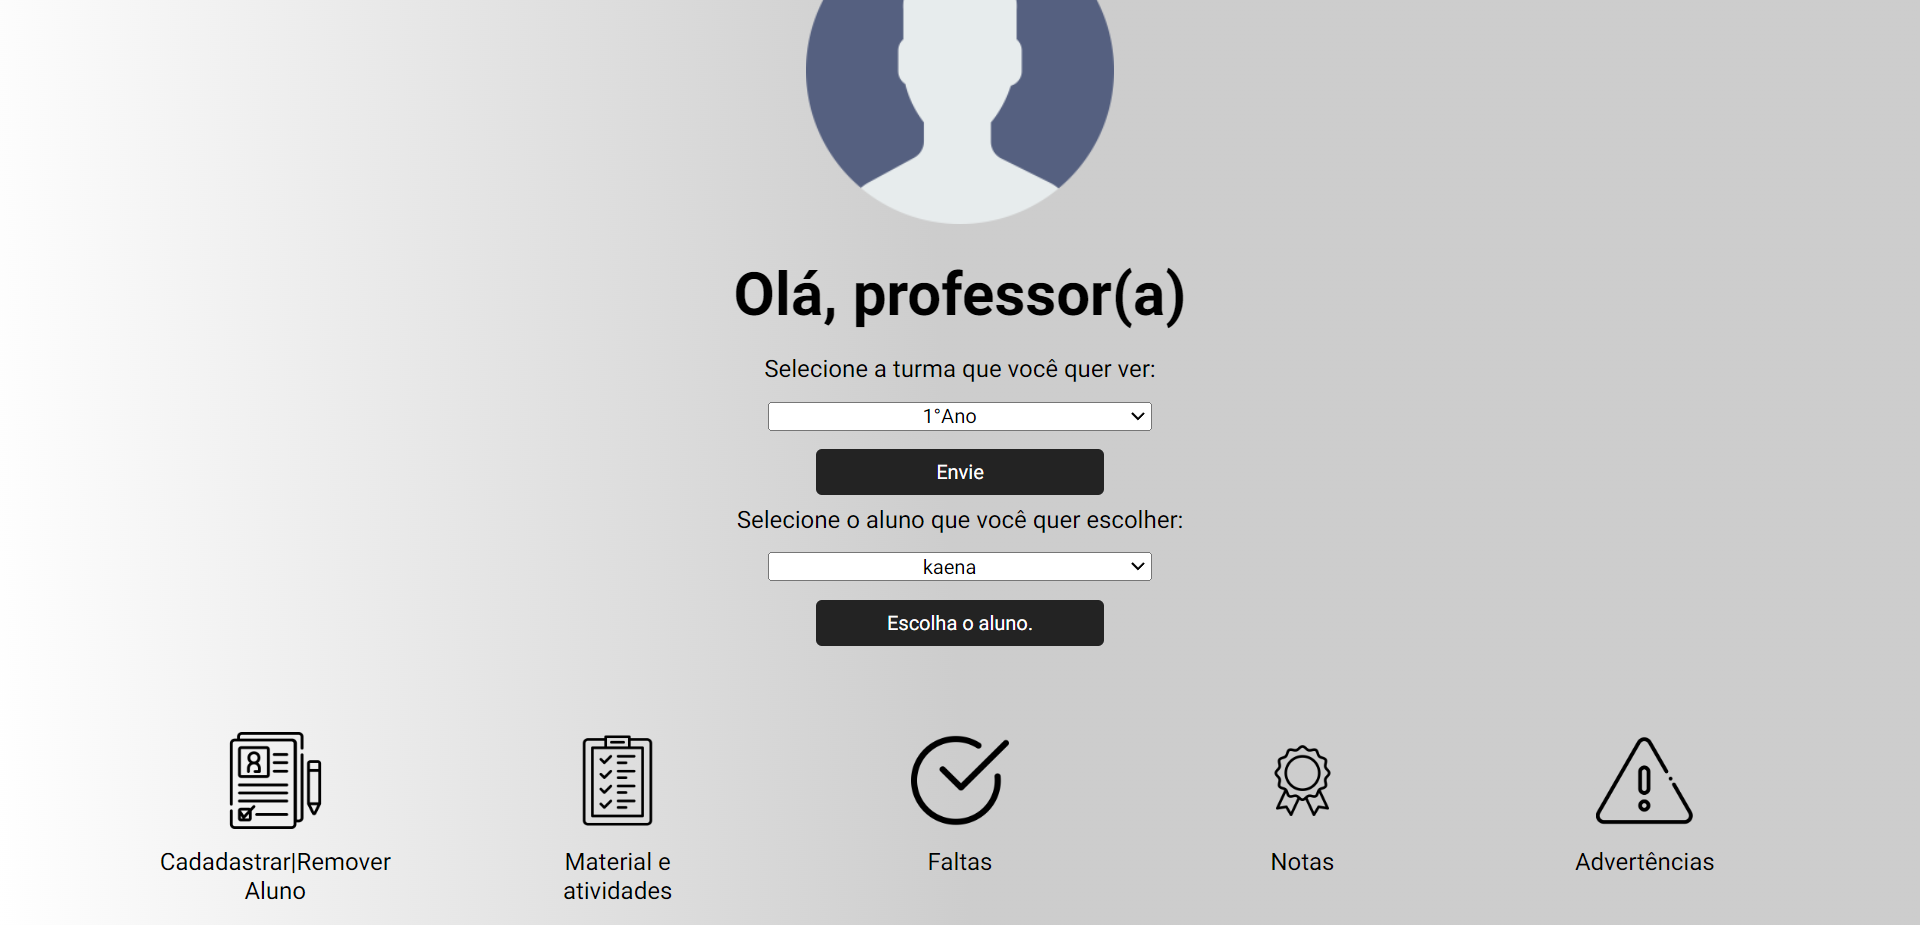 Olá, professor(a)
Selecione a turma que você quer ver:
1°Ano
Envie
Selecione o aluno que você quer escolher:
kaena
Escolha o aluno.
Cadadastrar|Remover
Aluno
Material e
atividades
Faltas
Notas
Advertências